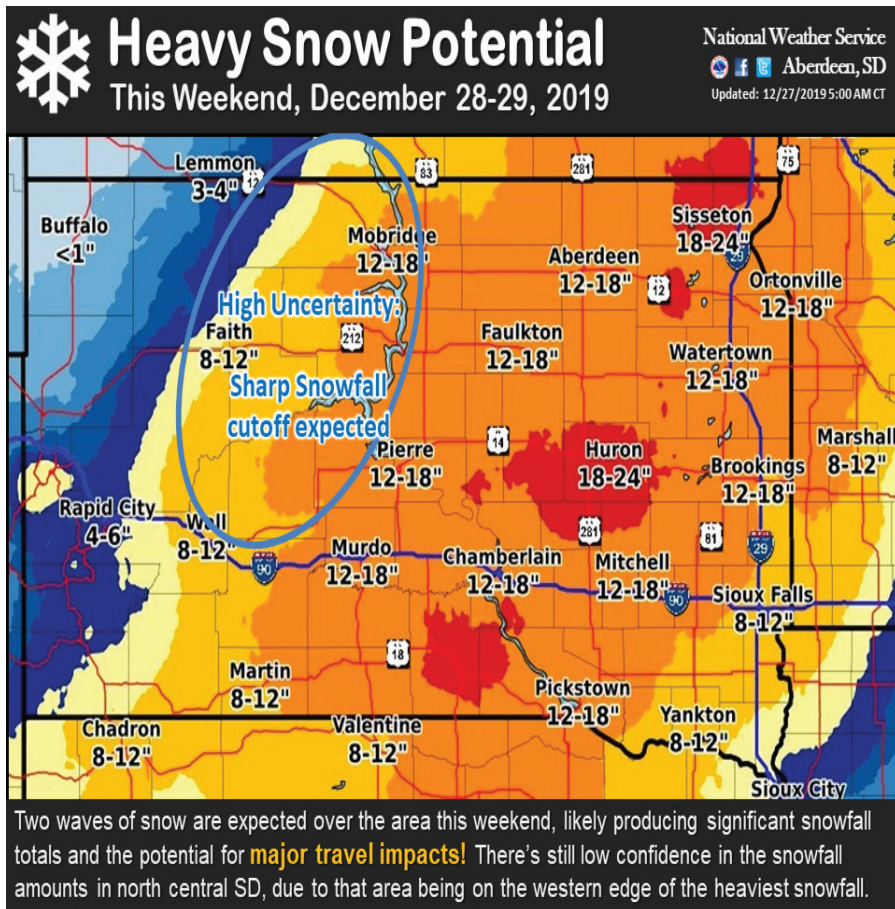 Heavy Snow Potential
This Weekend, December 28-29, 2019
National Weather Service
Aberdeen, SD
Updated: 12/27/2019 5:00 AM CT
Lemmon
3-4"
12
83
281
75
Buffalo
<1"
Mobridge
12-18"
Sisseton
18-24"
29
Aberdeen
12-18"
12
Ortonville
12-18"
High Uncertainty:
Faith
8-12"
212
Faulkton
12-18"
Watertown
12-18"
Sharp Snowfall
cutoff expected
14
Pierre
12-18"
Huron
18-24"
Marshall
8-12"
Brookings
12-18"
Rapid City
4-6"
Wall
8-12"
90
Murdo
12-18"
Chamberlain
12-18"
281
81
29
Mitchell
12-18"
90
Sioux Falls
8-12"
18
Martin
8-12"
Pickstown
12-18"
Chadron
8-12"
Valentine
8-12"
Yankton
8-12"
Sioux City
Two waves of snow are expected over the area this weekend, likely producing significant snowfall
totals and the potential for major travel impacts! There's still low confidence in the snowfall
amounts in north central SD, due to that area being on the western edge of the heaviest snowfall.